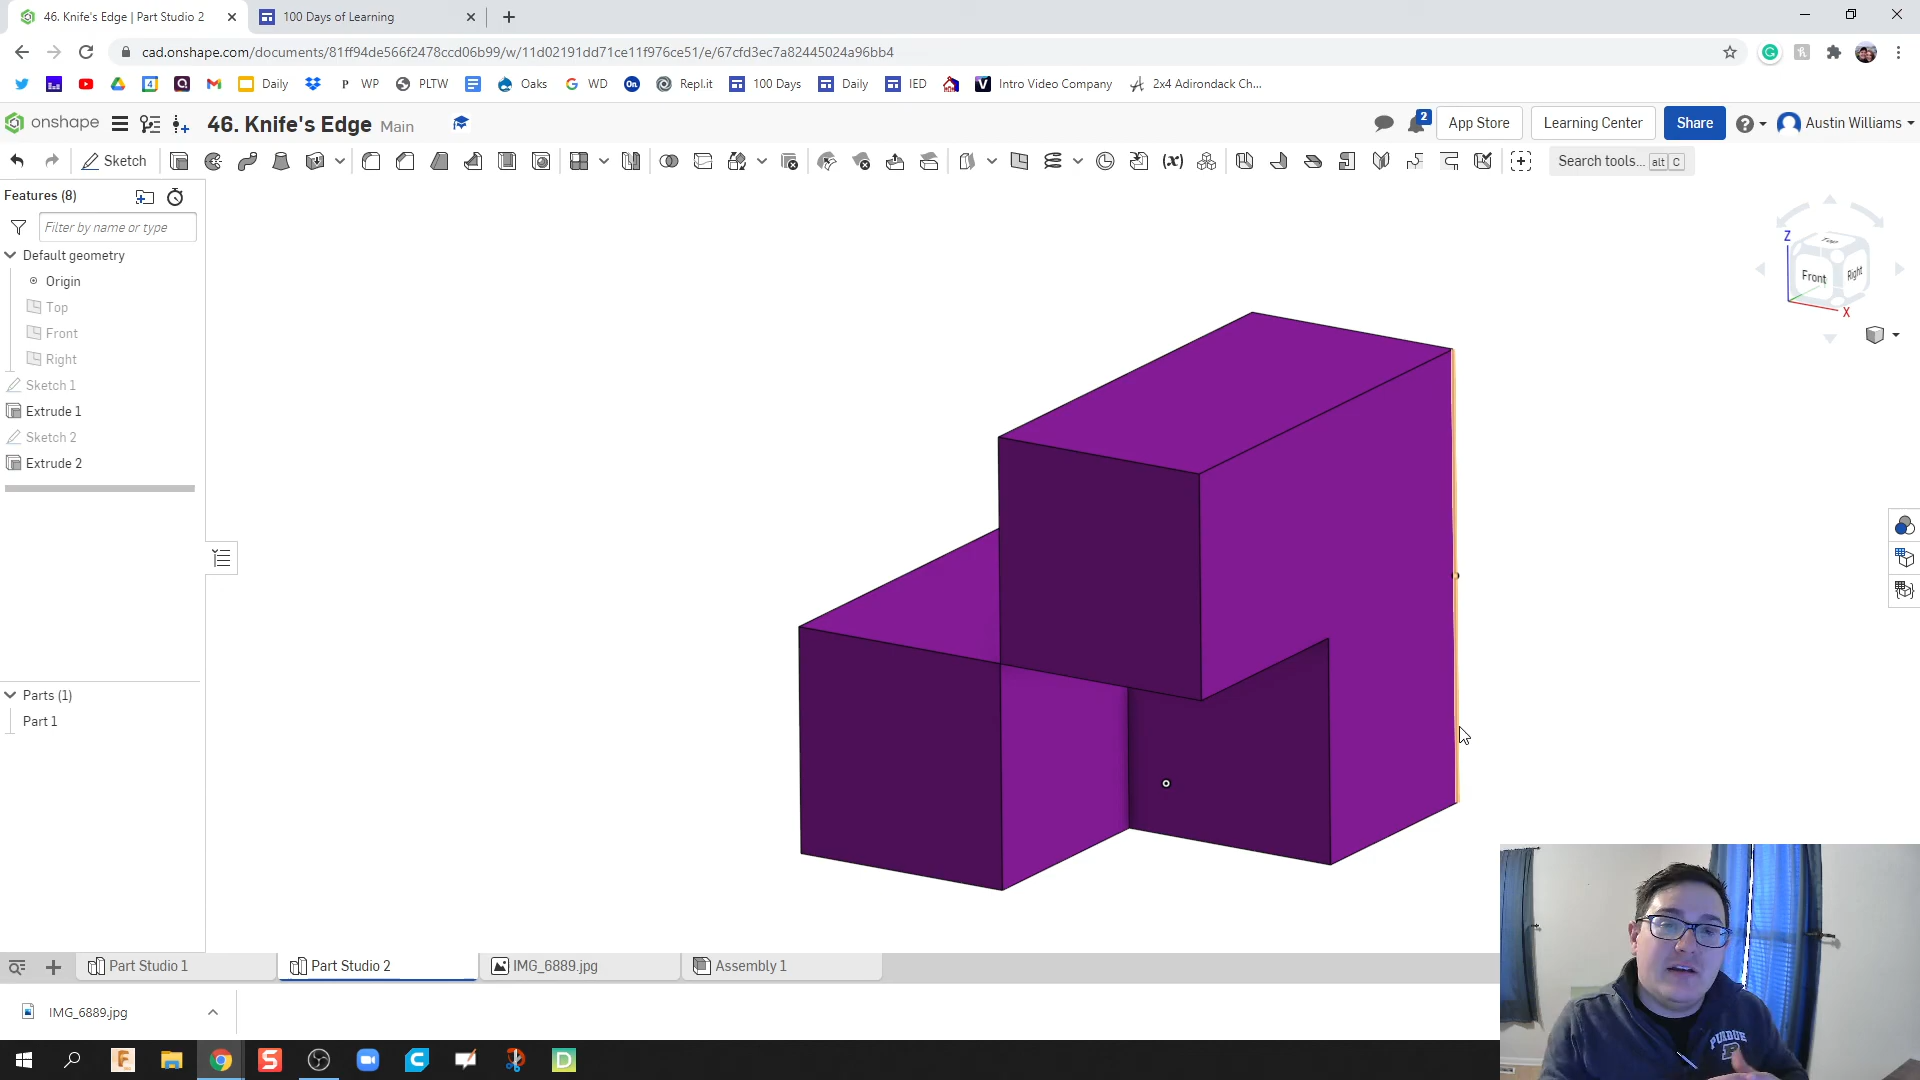 46. Knife's Edge | Part Studio 2
100 Days of Learning
cad.onshape.com/documents/81ff94de566f2478ccd06b99/w/11d02191dd71ce11f976ce51/e/67cfd3ec7a82445024a96bb4
Daily
P WP
PLTW
Oaks
WD
On
Repl.it
100 Days
Daily
IED
Intro Video Company
2x4 Adirondack Ch...
onshape
46. Knife's Edge Main
2
App Store
Learning Center
Share
Austin Williams
Sketch
(x)
Search tools... alt C
Features (8)
Filter by name or type
Default geometry
Origin
Top
Front
Right
Sketch 1
Extrude 1
Sketch 2
Extrude 2
Parts (1)
Part 1
Z
Top
Front
Right
X
Part Studio 1
Part Studio 2
IMG_6889.jpg
Assembly 1
IMG_6889.jpg
PURDUE
P